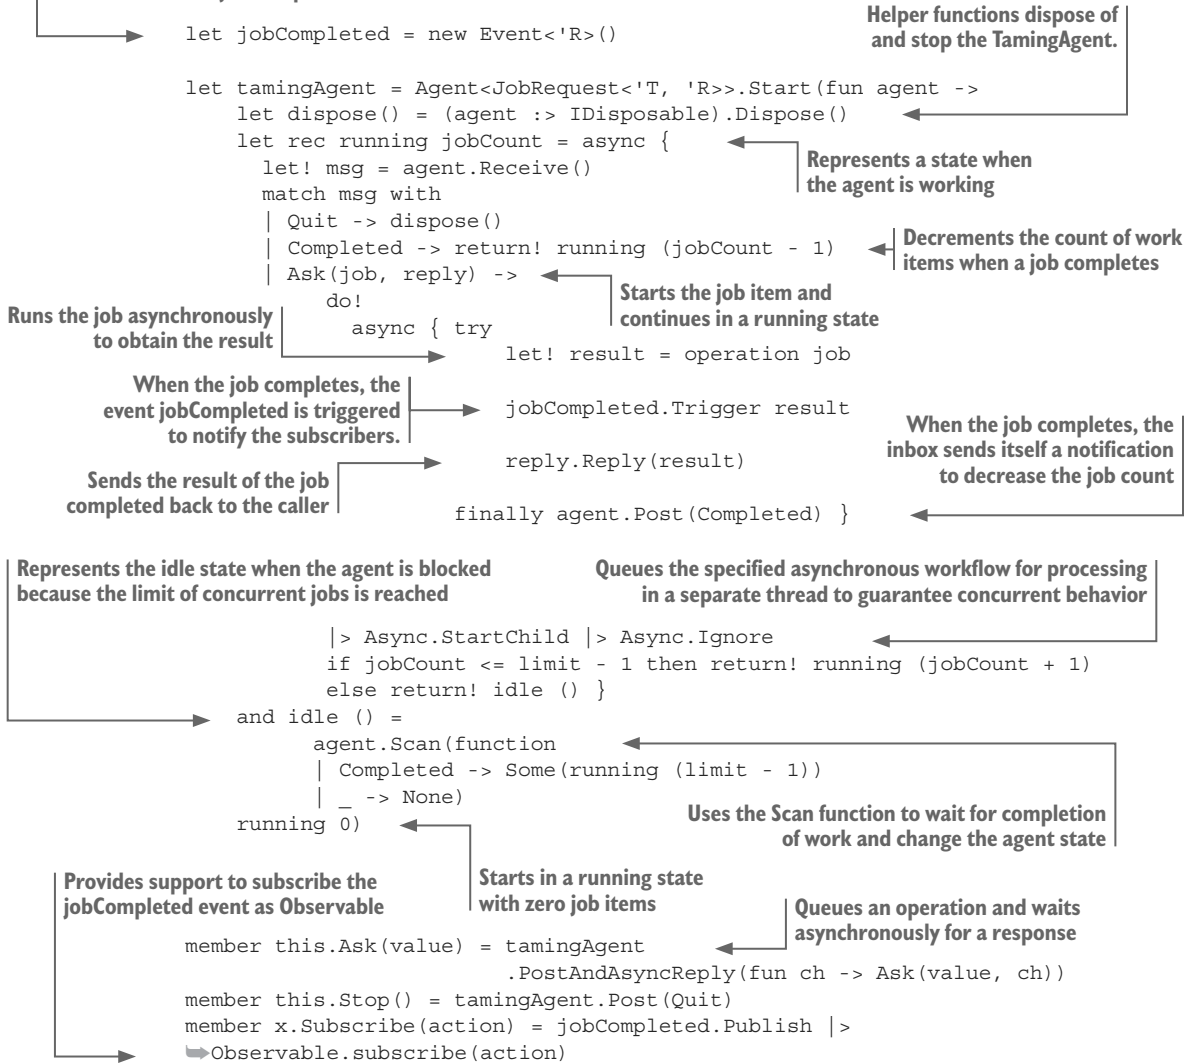 let jobCompleted = new Event<'R>()
Helper functions dispose of
and stop the TamingAgent.
let tamingAgent = Agent<JobRequest<'T, 'R>>.Start(fun agent ->
let dispose() = (agent :> IDisposable).Dispose()
let rec running jobCount = async {
Represents a state when
the agent is working
let! msg = agent.Receive()
match msg with
| Quit -> dispose()
| Completed -> return! running (jobCount - 1)
Decrements the count of work
items when a job completes
| Ask(job, reply) ->
Starts the job item and
continues in a running state
do!
Runs the job asynchronously
to obtain the result
async { try
let! result = operation job
When the job completes, the
event jobCompleted is triggered
to notify the subscribers.
jobCompleted.Trigger result
When the job completes, the
inbox sends itself a notification
to decrease the job count
reply.Reply(result)
Sends the result of the job
completed back to the caller
finally agent.Post(Completed) }
Represents the idle state when the agent is blocked
because the limit of concurrent jobs is reached
Queues the specified asynchronous workflow for processing
in a separate thread to guarantee concurrent behavior
|> Async.StartChild |> Async.Ignore
if jobCount <= limit - 1 then return! running (jobCount + 1)
else return! idle () }
and idle () =
agent.Scan(function
| Completed -> Some(running (limit - 1))
| _ -> None)
Uses the Scan function to wait for completion
of work and change the agent state
running 0)
Provides support to subscribe the
jobCompleted event as Observable
Starts in a running state
with zero job items
Queues an operation and waits
asynchronously for a response
member this.Ask(value) = tamingAgent
.PostAndAsyncReply(fun ch -> Ask(value, ch))
member this.Stop() = tamingAgent.Post(Quit)
member x.Subscribe(action) = jobCompleted.Publish |>
➥Observable.subscribe(action)